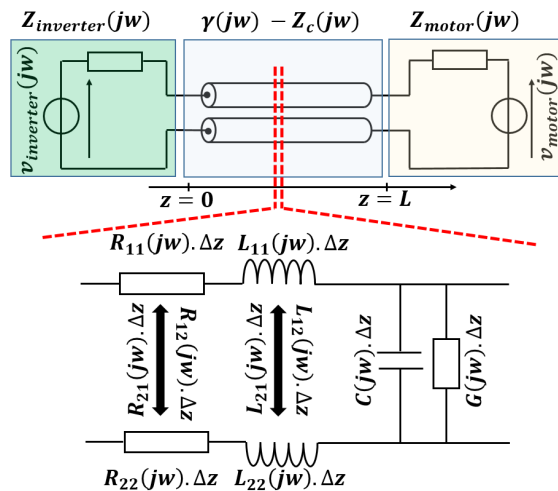 Z_inverter(jw)
γ(jw) − Z_c(jw)
Z_motor(jw)
v_inverter(jw)
v_motor(jw)
z = 0
z = L
R_11(jw).Δz
L_11(jw).Δz
R_21(jw).Δz
R_12(jw).Δz
L_21(jw).Δz
L_12(jw).Δz
C(jw).Δz
G(jw).Δz
R_22(jw).Δz
L_22(jw).Δz